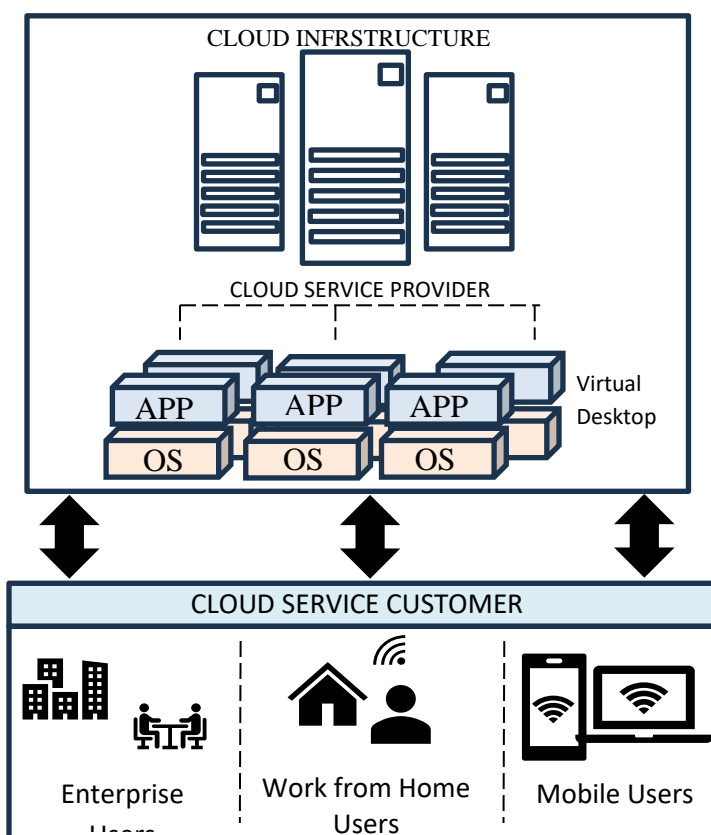 CLOUD INFRSTRUCTURE
CLOUD SERVICE PROVIDER
APP APP APP
Virtual
Desktop
OS OS OS
CLOUD SERVICE CUSTOMER
Enterprise
Users
Work from Home
Users
Mobile Users